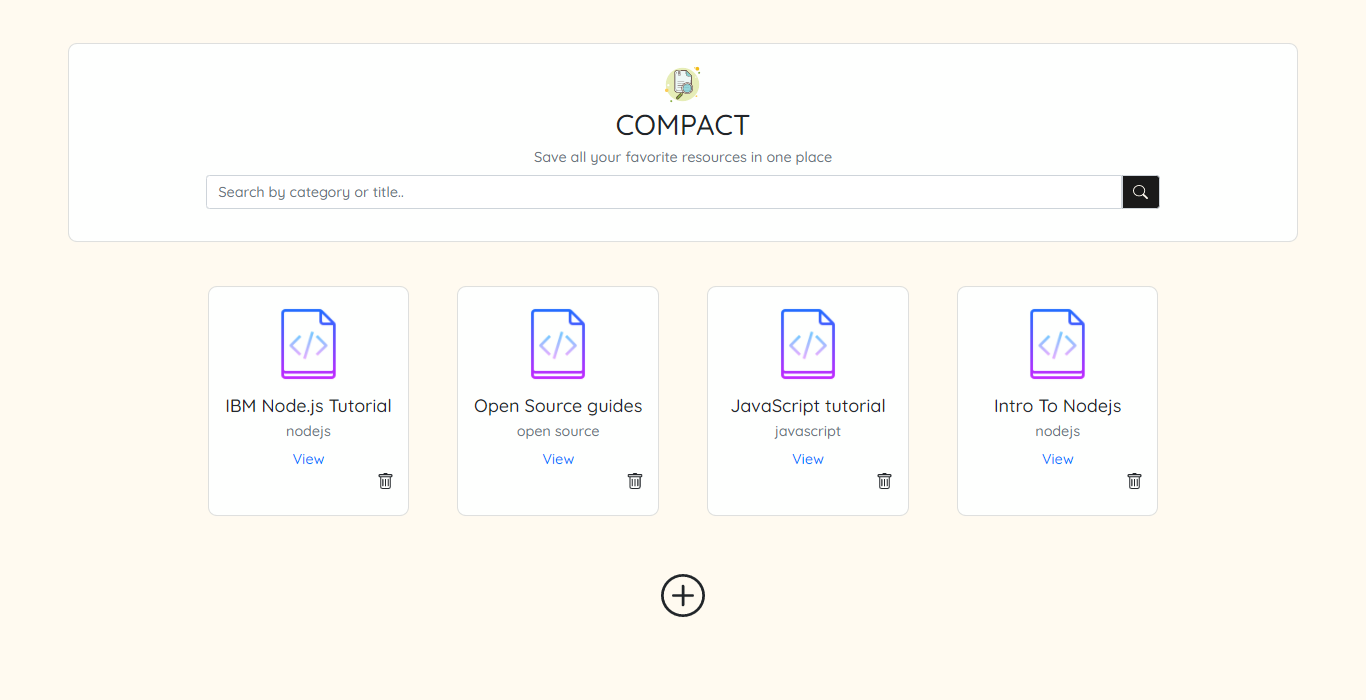 COMPACT
Save all your favorite resources in one place
Search by category or title..
IBM Node.js Tutorial
nodejs
View
Open Source guides
open source
View
JavaScript tutorial
javascript
View
Intro To Nodejs
nodejs
View